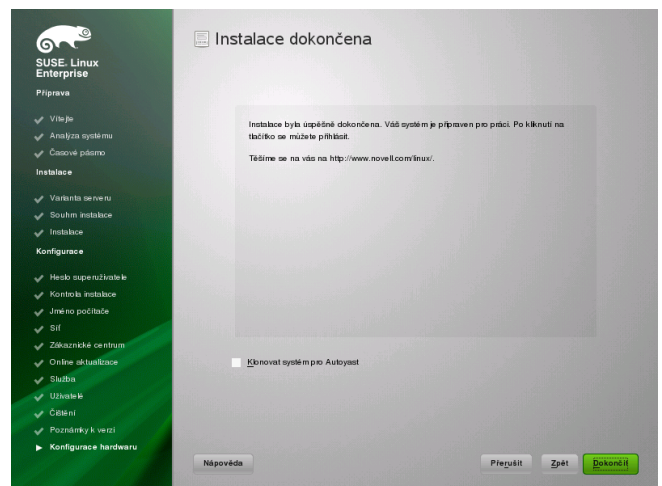 SUSE. Linux
Enterprise
Příprava
Vítejte
Analýza systému
Časové pásmo
Instalace
Varianta serveru
Souhrn instalace
Instalace
Konfigurace
Heslo superuživatele
Kontrola instalace
Jméno počítače
Síť
Zákaznické centrum
Online aktualizace
Služba
Uživatelé
Čištění
Poznámky k verzi
Konfigurace hardwaru
Instalace dokončena
Instalace byla úspěšně dokončena. Váš systém je připraven pro práci. Po kliknutí na
tlačítko se můžete přihlásit.
Těšíme se na vás na http://www.novell.com/linux/.
Klonovat systém pro Autoyast
Nápověda
Přerušit
Zpět
Dokončit